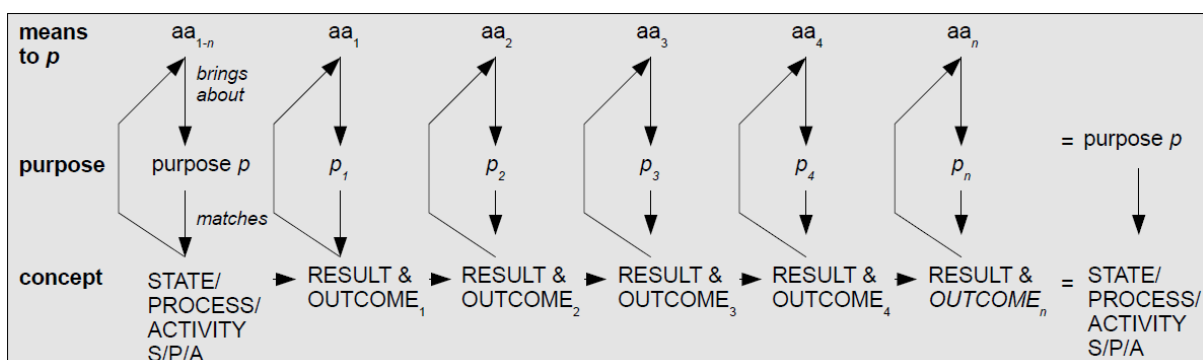 means to p
aa1-n aa1 aa2 aa3 aa4 aan
brings about
purpose
purpose p p1 p2 p3 p4 pn = purpose p
matches
concept
STATE/ RESULT & RESULT & RESULT & RESULT & RESULT & = STATE/
PROCESS/ OUTCOME1 OUTCOME2 OUTCOME3 OUTCOME4 OUTCOMEn PROCESS/
ACTIVITY ACTIVITY
S/P/A S/P/A